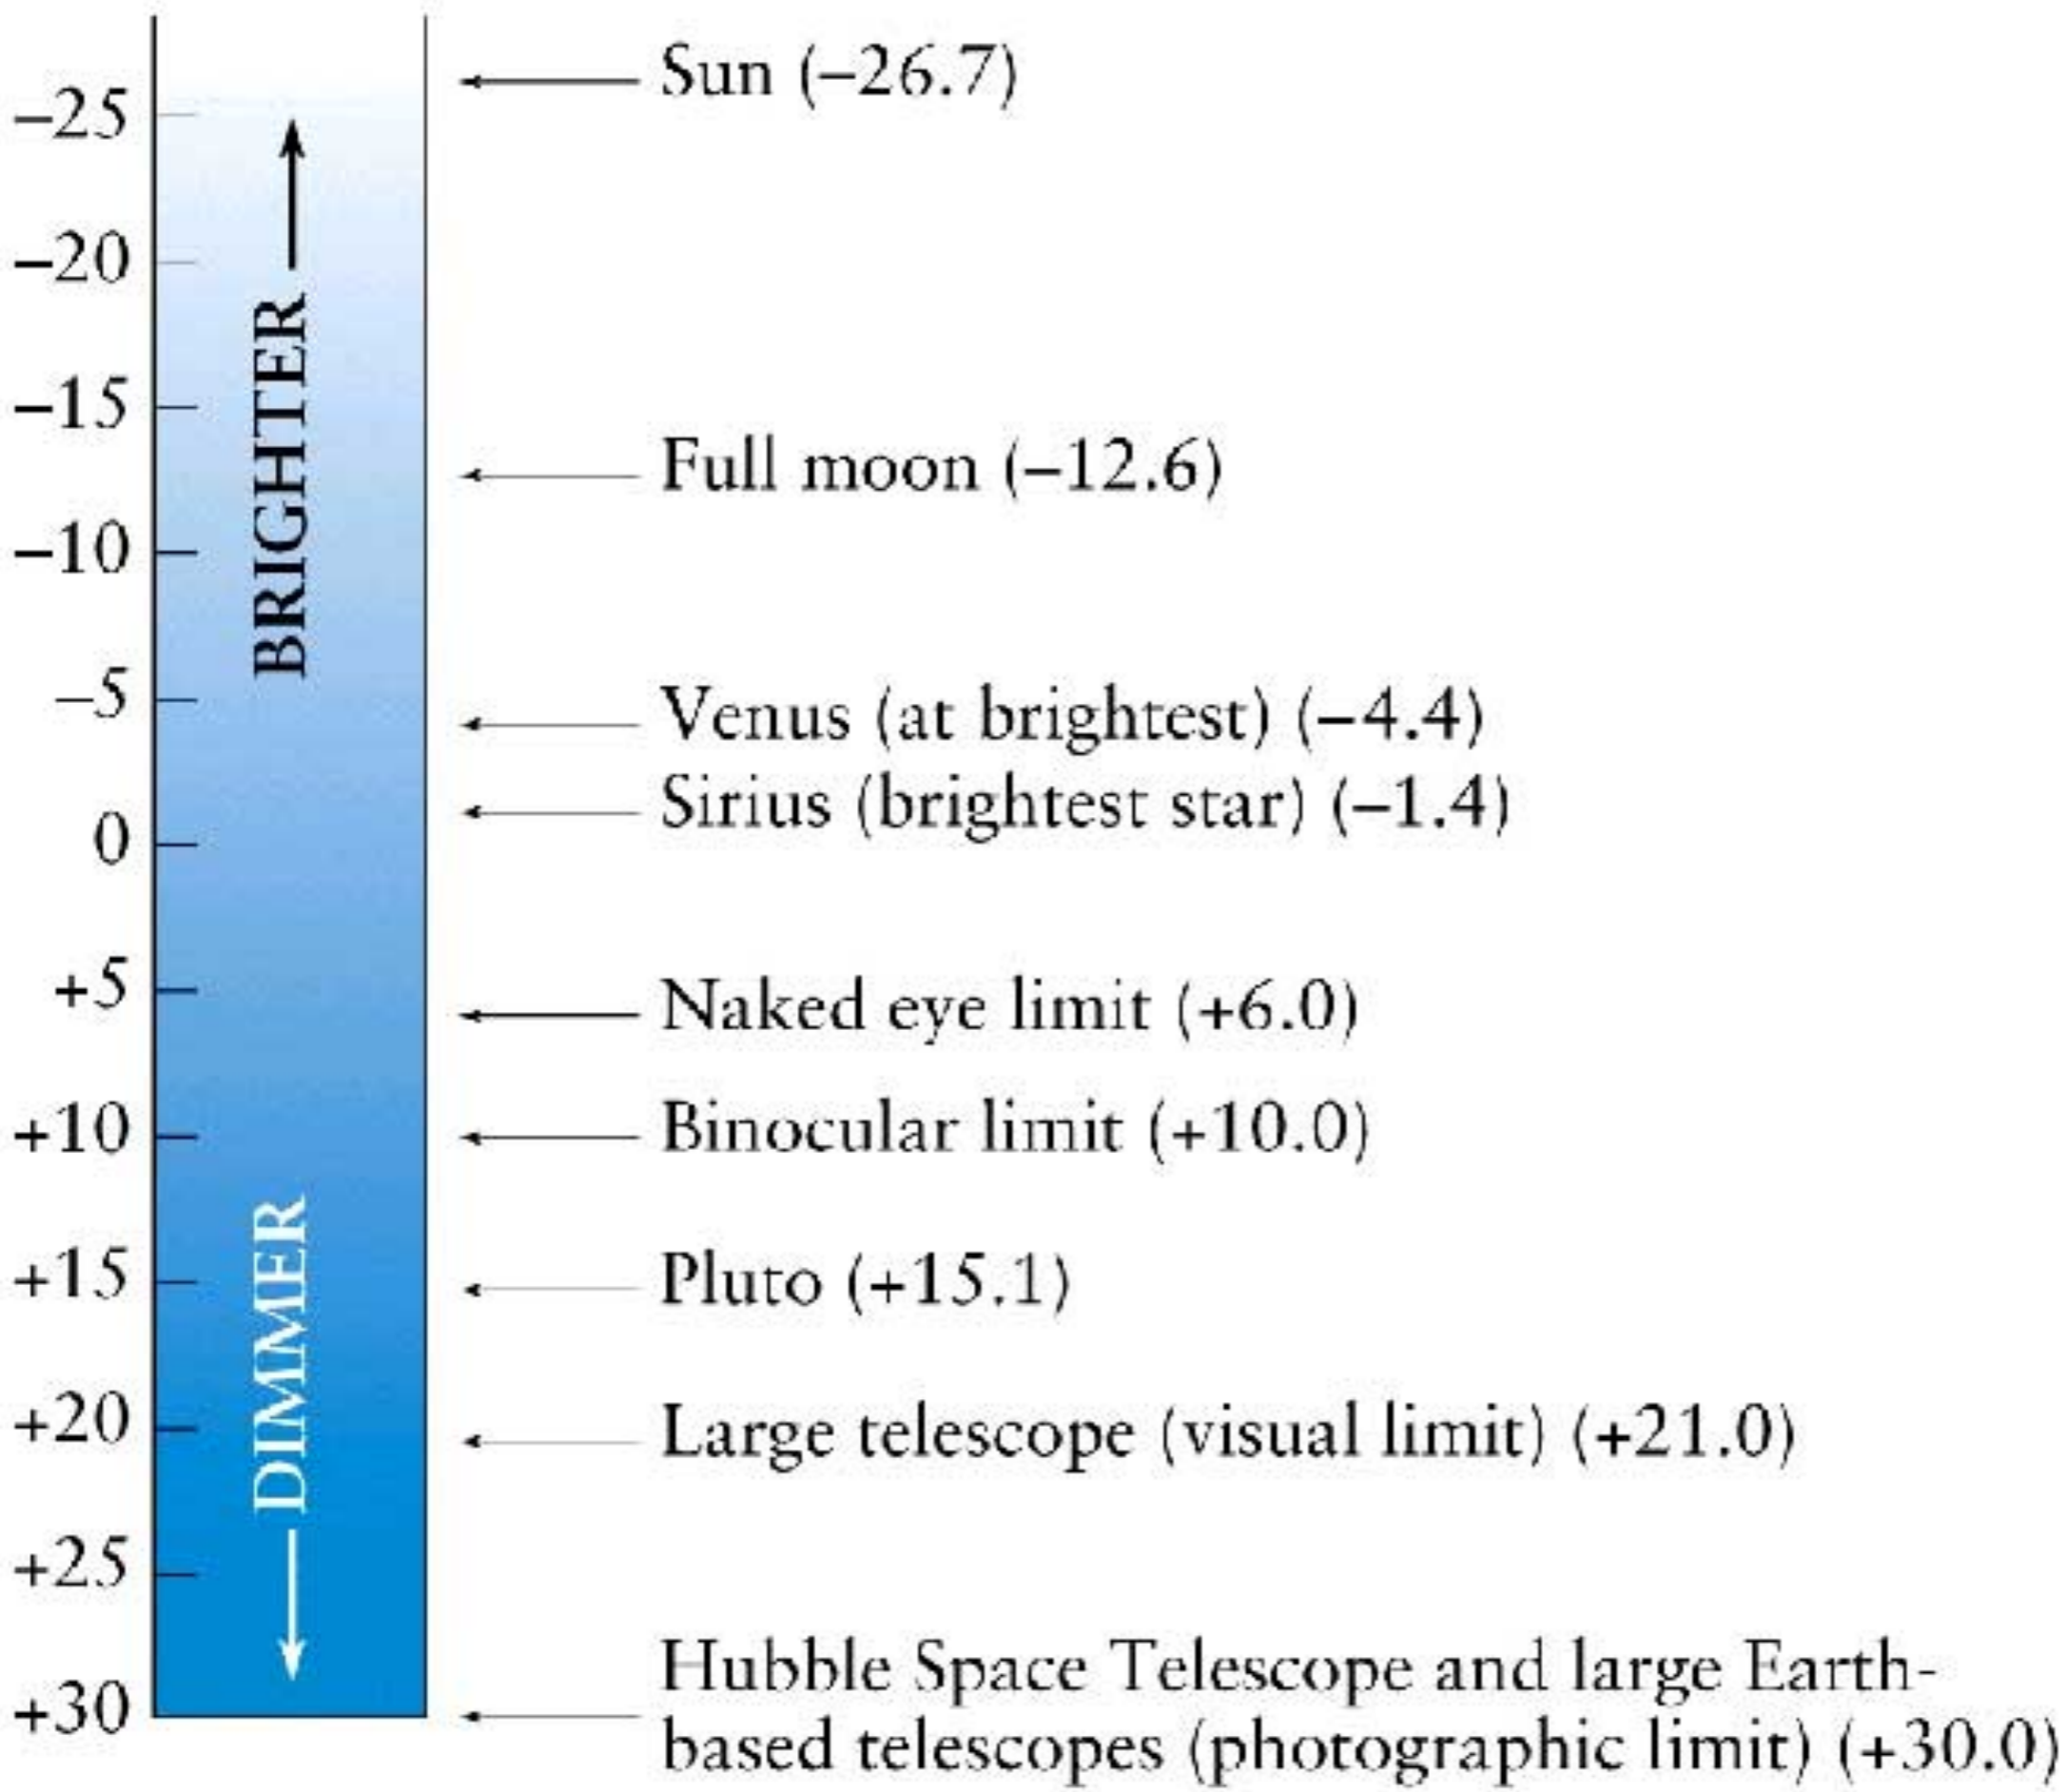 Sun (–26.7)
–25
–20
BRIGHTER
–15
Full moon (–12.6)
–10
–5
Venus (at brightest) (–4.4)
Sirius (brightest star) (–1.4)
0
+5
Naked eye limit (+6.0)
+10
Binocular limit (+10.0)
DIMMER
+15
Pluto (+15.1)
+20
Large telescope (visual limit) (+21.0)
+25
Hubble Space Telescope and large Earth-
+30
based telescopes (photographic limit) (+30.0)